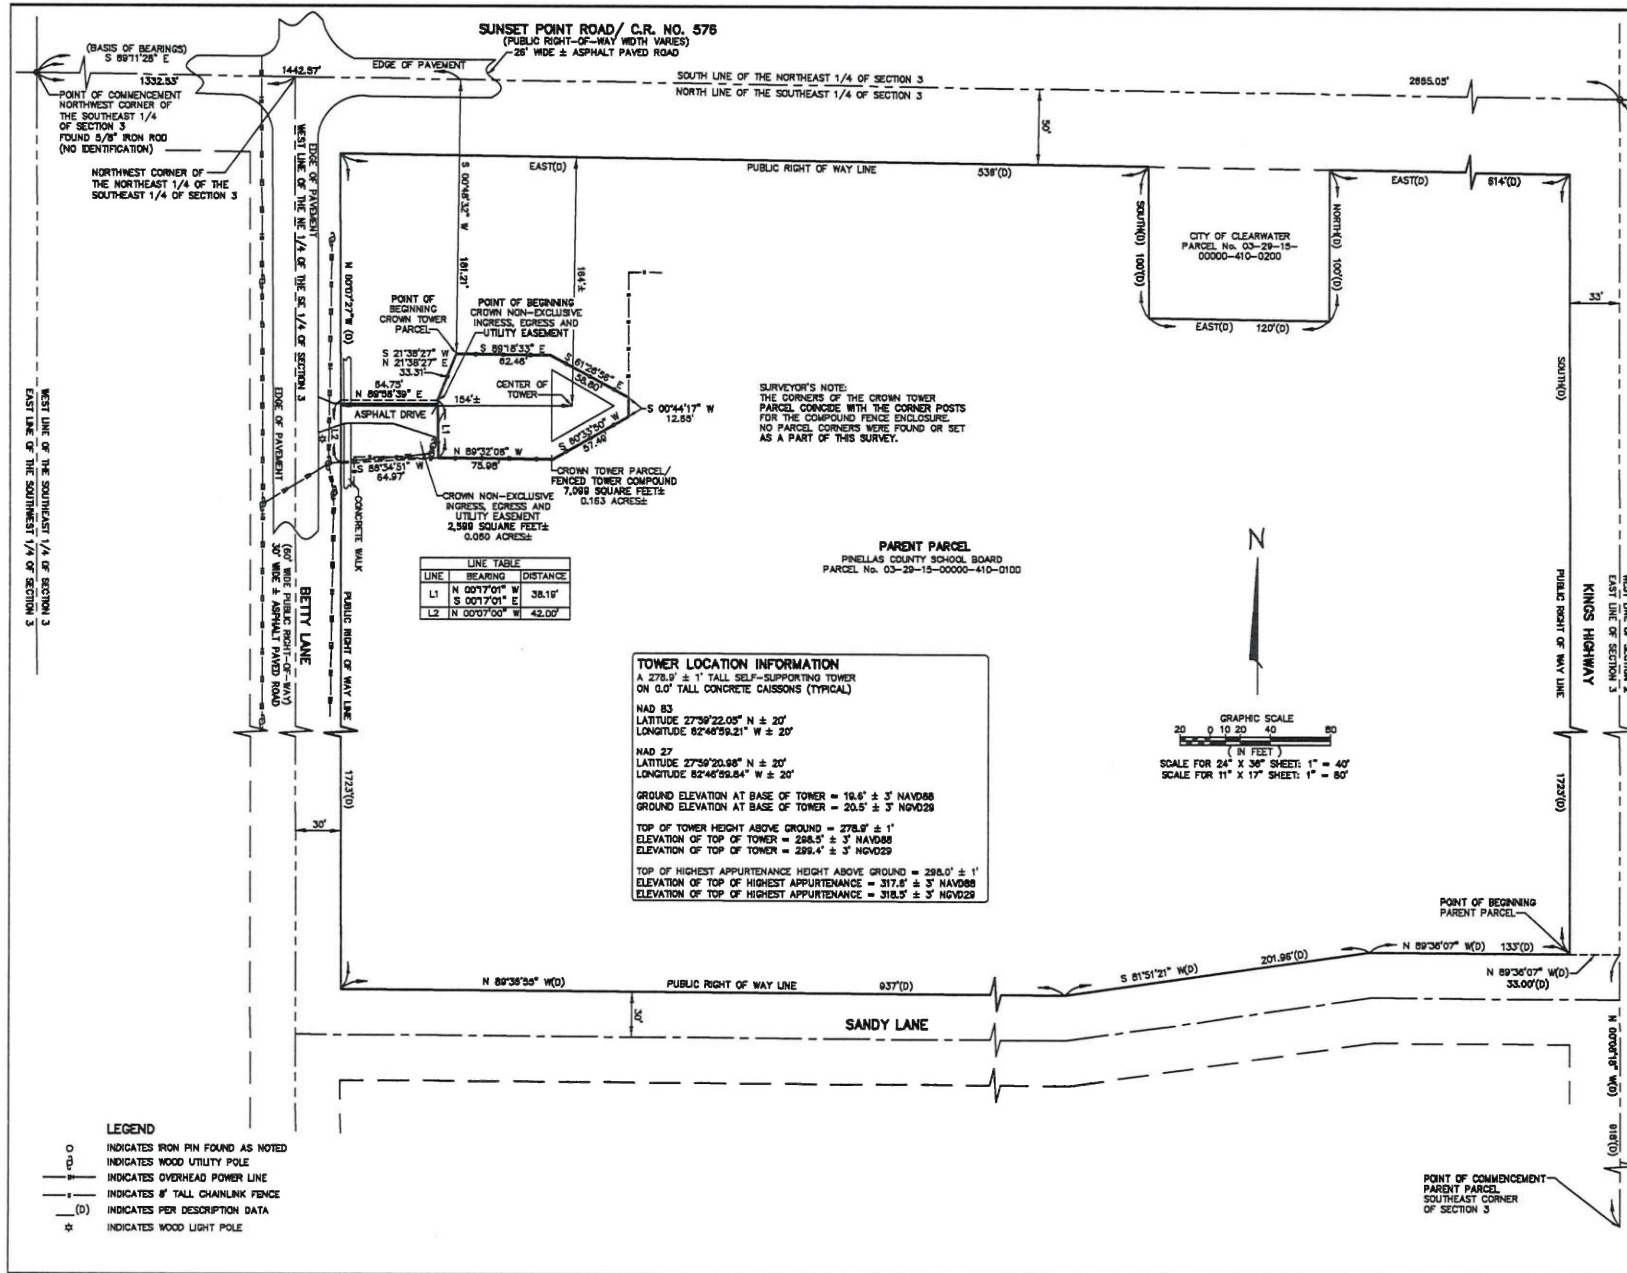 SUNSET POINT ROAD/ C.R. NO. 576
(PUBLIC RIGHT-OF-WAY WIDTH VARIES)
26' WIDE ± ASPHALT PAVED ROAD
(BASIS OF BEARINGS)
S 89°11'26" E
1332.53'
1442.57'
EDGE OF PAVEMENT
SOUTH LINE OF THE NORTHEAST 1/4 OF SECTION 3
NORTH LINE OF THE SOUTHEAST 1/4 OF SECTION 3
2665.05'
POINT OF COMMENCEMENT
NORTHWEST CORNER OF
THE SOUTHEAST 1/4
OF SECTION 3
FOUND 5/8" IRON ROD
(NO IDENTIFICATION)
NORTHWEST CORNER OF
THE NORTHEAST 1/4 OF THE
SOUTHEAST 1/4 OF SECTION 3
EDGE OF PAVEMENT
WEST LINE OF THE NE 1/4 OF THE SE 1/4 OF SECTION 3
50'
EAST(D)
PUBLIC RIGHT OF WAY LINE
538'(D)
EAST(D)
614'(D)
SOUTH(D) 100'(D)
CITY OF CLEARWATER
PARCEL No. 03-29-15-
00000-410-0200
NORTH(D) 100'(D)
EAST(D) 120'(D)
33'
S 00°48'32" W
181.21'
184'±
N 00°07'27" W (D)
POINT OF
BEGINNING
CROWN TOWER
PARCEL
POINT OF BEGINNING
CROWN NON-EXCLUSIVE
INGRESS, EGRESS AND
UTILITY EASEMENT
S 21°38'27" W
N 21°38'27" E
33.31'
S 89°18'33" E
62.46'
S 61°26'56" E
58.80'
64.75'
N 89°58'39" E
154'±
CENTER OF
TOWER
S 00°44'17" W
12.55'
ASPHALT DRIVE
L1
L2
S 60°33'50" W
57.49'
N 89°32'08" W
75.98'
S 88°34'51" W
64.97'
CROWN TOWER PARCEL/
FENCED TOWER COMPOUND
7,099 SQUARE FEET±
0.163 ACRES±
CROWN NON-EXCLUSIVE
INGRESS, EGRESS AND
UTILITY EASEMENT
2,599 SQUARE FEET±
0.060 ACRES±
CONCRETE WALK
EDGE OF PAVEMENT
SURVEYOR'S NOTE:
THE CORNERS OF THE CROWN TOWER
PARCEL COINCIDE WITH THE CORNER POSTS
FOR THE COMPOUND FENCE ENCLOSURE.
NO PARCEL CORNERS WERE FOUND OR SET
AS A PART OF THIS SURVEY.
WEST LINE OF THE SOUTHEAST 1/4 OF SECTION 3
EAST LINE OF THE SOUTHWEST 1/4 OF SECTION 3
LINE TABLE
LINE BEARING DISTANCE
L1 N 00°17'01" W
S 00°17'01" E 38.19'
L2 N 00°07'00" W 42.00'
PARENT PARCEL
PINELLAS COUNTY SCHOOL BOARD
PARCEL No. 03-29-15-00000-410-0100
N
SOUTH(D)
PUBLIC RIGHT OF WAY LINE
KINGS HIGHWAY
EAST LINE OF SECTION 3
1723'(D)
BETTY LANE
(60' WIDE PUBLIC RIGHT-OF-WAY)
30' WIDE ± ASPHALT PAVED ROAD
PUBLIC RIGHT OF WAY LINE
1723'(D)
30'
TOWER LOCATION INFORMATION
A 278.9' ± 1' TALL SELF-SUPPORTING TOWER
ON 0.0' TALL CONCRETE CAISSONS (TYPICAL)
NAD 83
LATITUDE 27°59'22.05" N ± 20'
LONGITUDE 82°46'59.21" W ± 20'
NAD 27
LATITUDE 27°59'20.98" N ± 20'
LONGITUDE 82°46'59.84" W ± 20'
GROUND ELEVATION AT BASE OF TOWER = 19.6' ± 3' NAVD88
GROUND ELEVATION AT BASE OF TOWER = 20.5' ± 3' NGVD29
TOP OF TOWER HEIGHT ABOVE GROUND = 278.9' ± 1'
ELEVATION OF TOP OF TOWER = 298.5' ± 3' NAVD88
ELEVATION OF TOP OF TOWER = 299.4' ± 3' NGVD29
TOP OF HIGHEST APPURTENANCE HEIGHT ABOVE GROUND = 298.0' ± 1'
ELEVATION OF TOP OF HIGHEST APPURTENANCE = 317.6' ± 3' NAVD88
ELEVATION OF TOP OF HIGHEST APPURTENANCE = 318.5' ± 3' NGVD29
GRAPHIC SCALE
20 0 10 20 40 80
( IN FEET )
SCALE FOR 24" X 36" SHEET: 1" = 40'
SCALE FOR 11" X 17" SHEET: 1" = 80'
POINT OF BEGINNING
PARENT PARCEL
N 89°36'07" W(D) 133'(D)
N 89°36'07" W(D)
33.00'(D)
S 81°51'21" W(D)
201.96'(D)
N 89°36'55" W(D)
PUBLIC RIGHT OF WAY LINE
937'(D)
30'
SANDY LANE
N 00°08'18" W(D)
918'(D)
POINT OF COMMENCEMENT
PARENT PARCEL
SOUTHEAST CORNER
OF SECTION 3
LEGEND
INDICATES IRON PIN FOUND AS NOTED
INDICATES WOOD UTILITY POLE
INDICATES OVERHEAD POWER LINE
INDICATES 8' TALL CHAINLINK FENCE
(D) INDICATES PER DESCRIPTION DATA
INDICATES WOOD LIGHT POLE